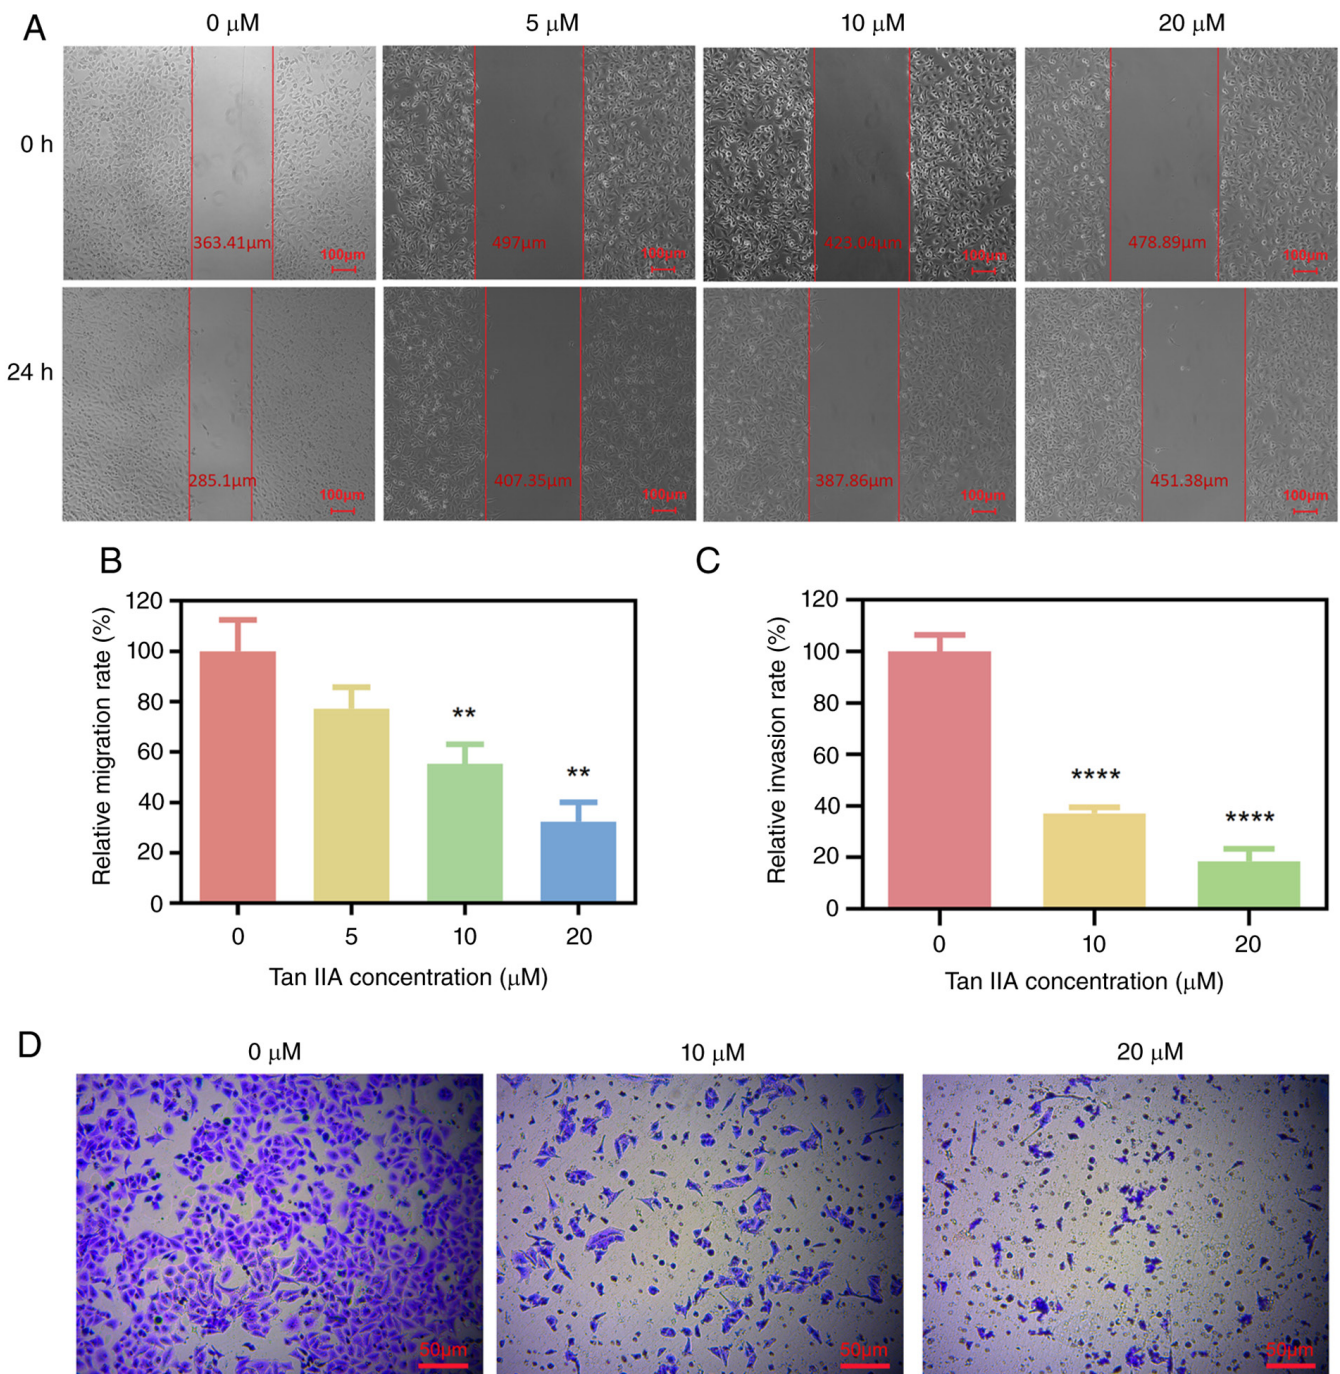 A
0 µM 5 µM 10 µM 20 µM
0 h
363.41µm 100µm 497µm 100µm 423.04µm 100µm 478.89µm 100µm
24 h
285.1µm 100µm 407.35µm 100µm 387.86µm 100µm 451.38µm 100µm
B
Relative migration rate (%)
120
100
80
60
40
20
0
**
**
0 5 10 20
Tan IIA concentration (µM)
C
Relative invasion rate (%)
120
100
80
60
40
20
0
****
****
0 10 20
Tan IIA concentration (µM)
D
0 µM 10 µM 20 µM
50µm 50µm 50µm